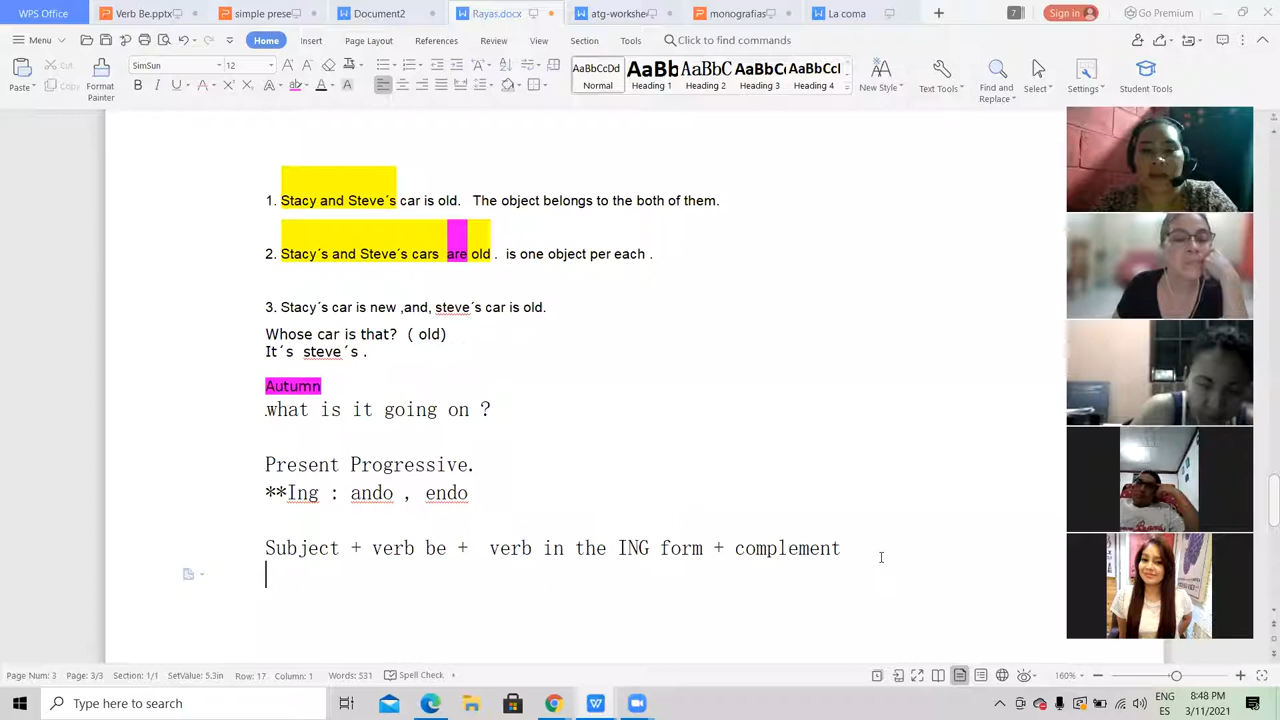 WPS Office Verb Be.pptx simple prese Document2 Rayas.docx atg-workshe monografias La coma 7 Sign in Go Premium
Menu Home Insert Page Layout References Review View Section Tools Click to find commands
SimSun 12 AaBbCcDd AaBb AaBbC AaBbC AaBbCcl
Paste Cut Copy Format Painter Normal Heading 1 Heading 2 Heading 3 Heading 4 New Style Text Tools Find and Replace Select Settings Student Tools
1. Stacy and Steve´s car is old. The object belongs to the both of them.
2. Stacy´s and Steve´s cars are old . is one object per each .
3. Stacy´s car is new ,and, steve´s car is old.
Whose car is that? ( old)
It´s steve´s .
Autumn
.what is it going on ?
Present Progressive.
**Ing : ando , endo
Subject + verb be + verb in the ING form + complement
Page Num: 3 Page: 3/3 Section: 1/1 SetValue: 5.3in Row: 17 Column: 1 Words: 531 Spell Check 160%
Type here to search ENG 8:48 PM
ES 3/11/2021